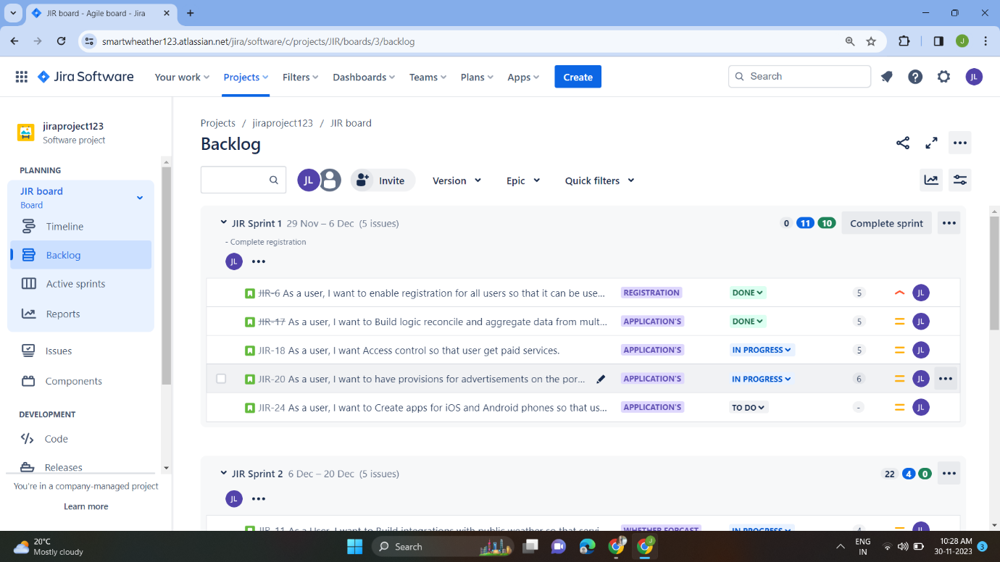 JIR board - Agile board - Jira
smartwheather123.atlassian.net/jira/software/c/projects/JIR/boards/3/backlog
J
Jira Software Your work Projects Filters Dashboards Teams Plans Apps Create Search JL
jiraproject123
Software project
PLANNING
JIR board
Board
Timeline
Backlog
Active sprints
Reports
Issues
Components
DEVELOPMENT
Code
Releases
You're in a company-managed project
Learn more
Projects / jiraproject123 / JIR board
Backlog
JL Invite Version Epic Quick filters
JIR Sprint 1 29 Nov – 6 Dec (5 issues) 0 11 10 Complete sprint
- Complete registration
JL
JIR-6 As a user, I want to enable registration for all users so that it can be use... REGISTRATION DONE 5 JL
JIR-17 As a user, I want to Build logic reconcile and aggregate data from mult... APPLICATION'S DONE 5 JL
JIR-18 As a user, I want Access control so that user get paid services. APPLICATION'S IN PROGRESS 5 JL
JIR-20 As a user, I want to have provisions for advertisements on the por... APPLICATION'S IN PROGRESS 6 JL
JIR-24 As a user, I want to Create apps for iOS and Android phones so that us... APPLICATION'S TO DO - JL
JIR Sprint 2 6 Dec – 20 Dec (5 issues) 22 4 0
JL
JIR-11 As a User, I want to Build integrations with public weather so that servi... WHETHER FORCAST IN PROGRESS 4 JL
20°C
Mostly cloudy
Search
J
ENG
IN
10:28 AM
30-11-2023
3